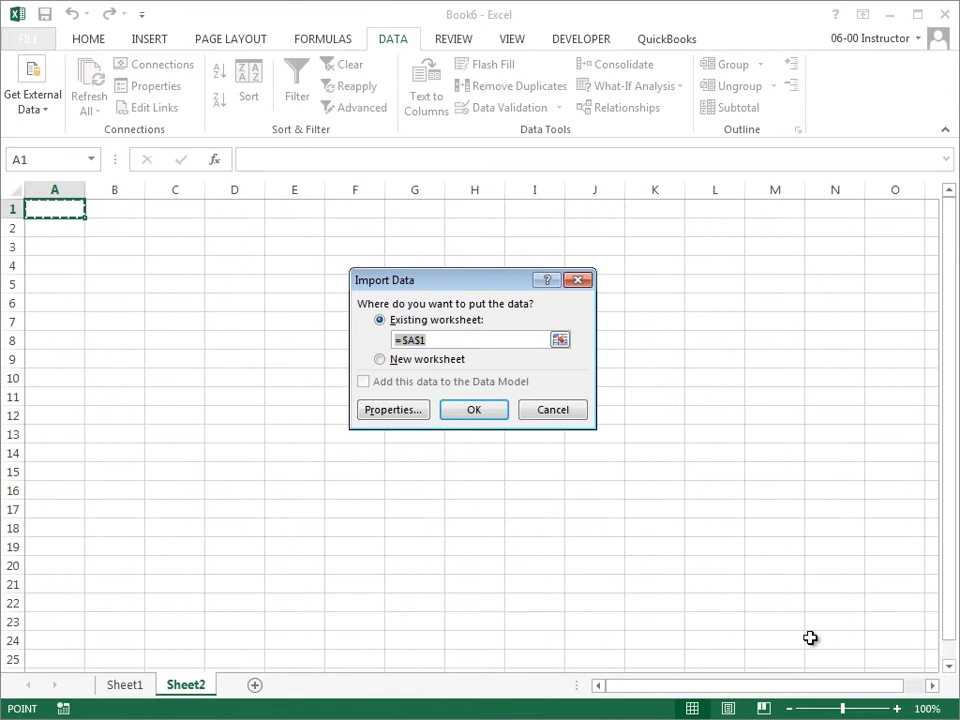 Book6 - Excel
FILE HOME INSERT PAGE LAYOUT FORMULAS DATA REVIEW VIEW DEVELOPER QuickBooks 06-00 Instructor
Get External Data
Refresh All
Connections
Properties
Edit Links
Connections
Sort
Filter
Clear
Reapply
Advanced
Sort & Filter
Text to Columns
Flash Fill
Remove Duplicates
Data Validation
Consolidate
What-If Analysis
Relationships
Data Tools
Group
Ungroup
Subtotal
Outline
A1 fx
A B C D E F G H I J K L M N O
1
2
3
4
5
6
7
8
9
10
11
12
13
14
15
16
17
18
19
20
21
22
23
24
25
Import Data
Where do you want to put the data?
Existing worksheet:
=$A$1
New worksheet
Add this data to the Data Model
Properties... OK Cancel
Sheet1 Sheet2
POINT 100%